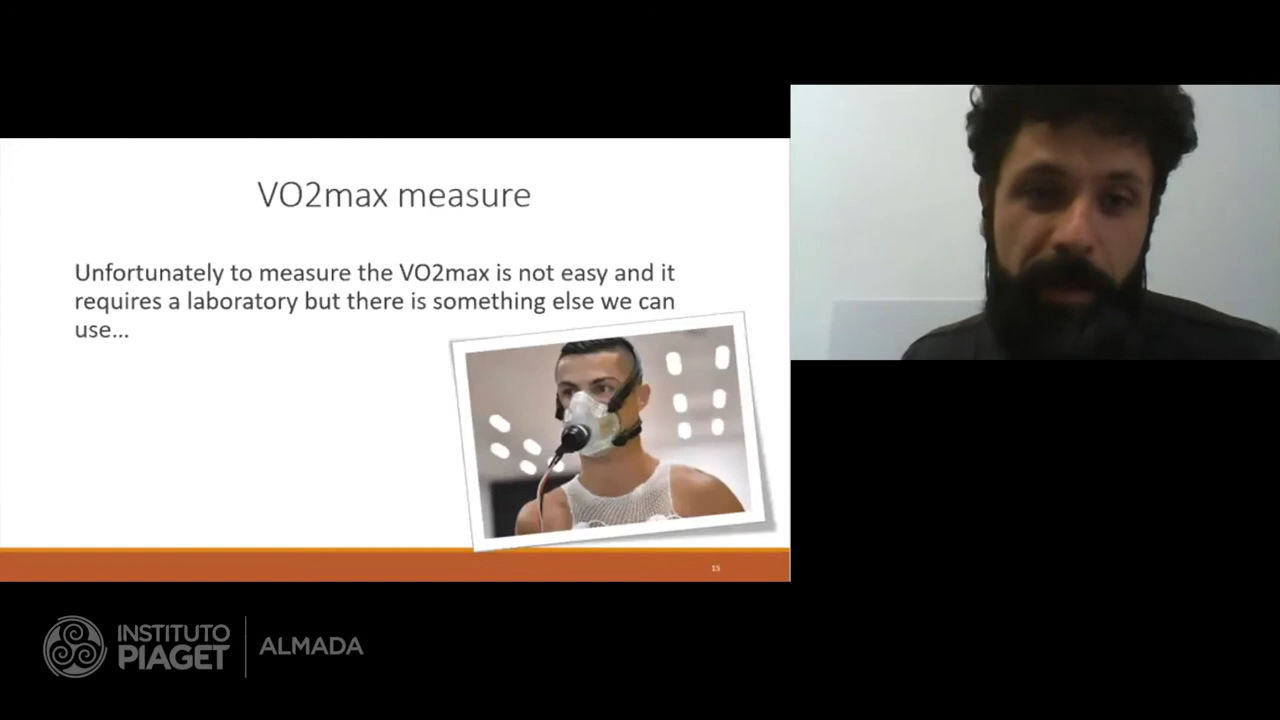 VO2max measure
Unfortunately to measure the VO2max is not easy and it
requires a laboratory but there is something else we can
use...
15
INSTITUTO
PIAGET
ALMADA